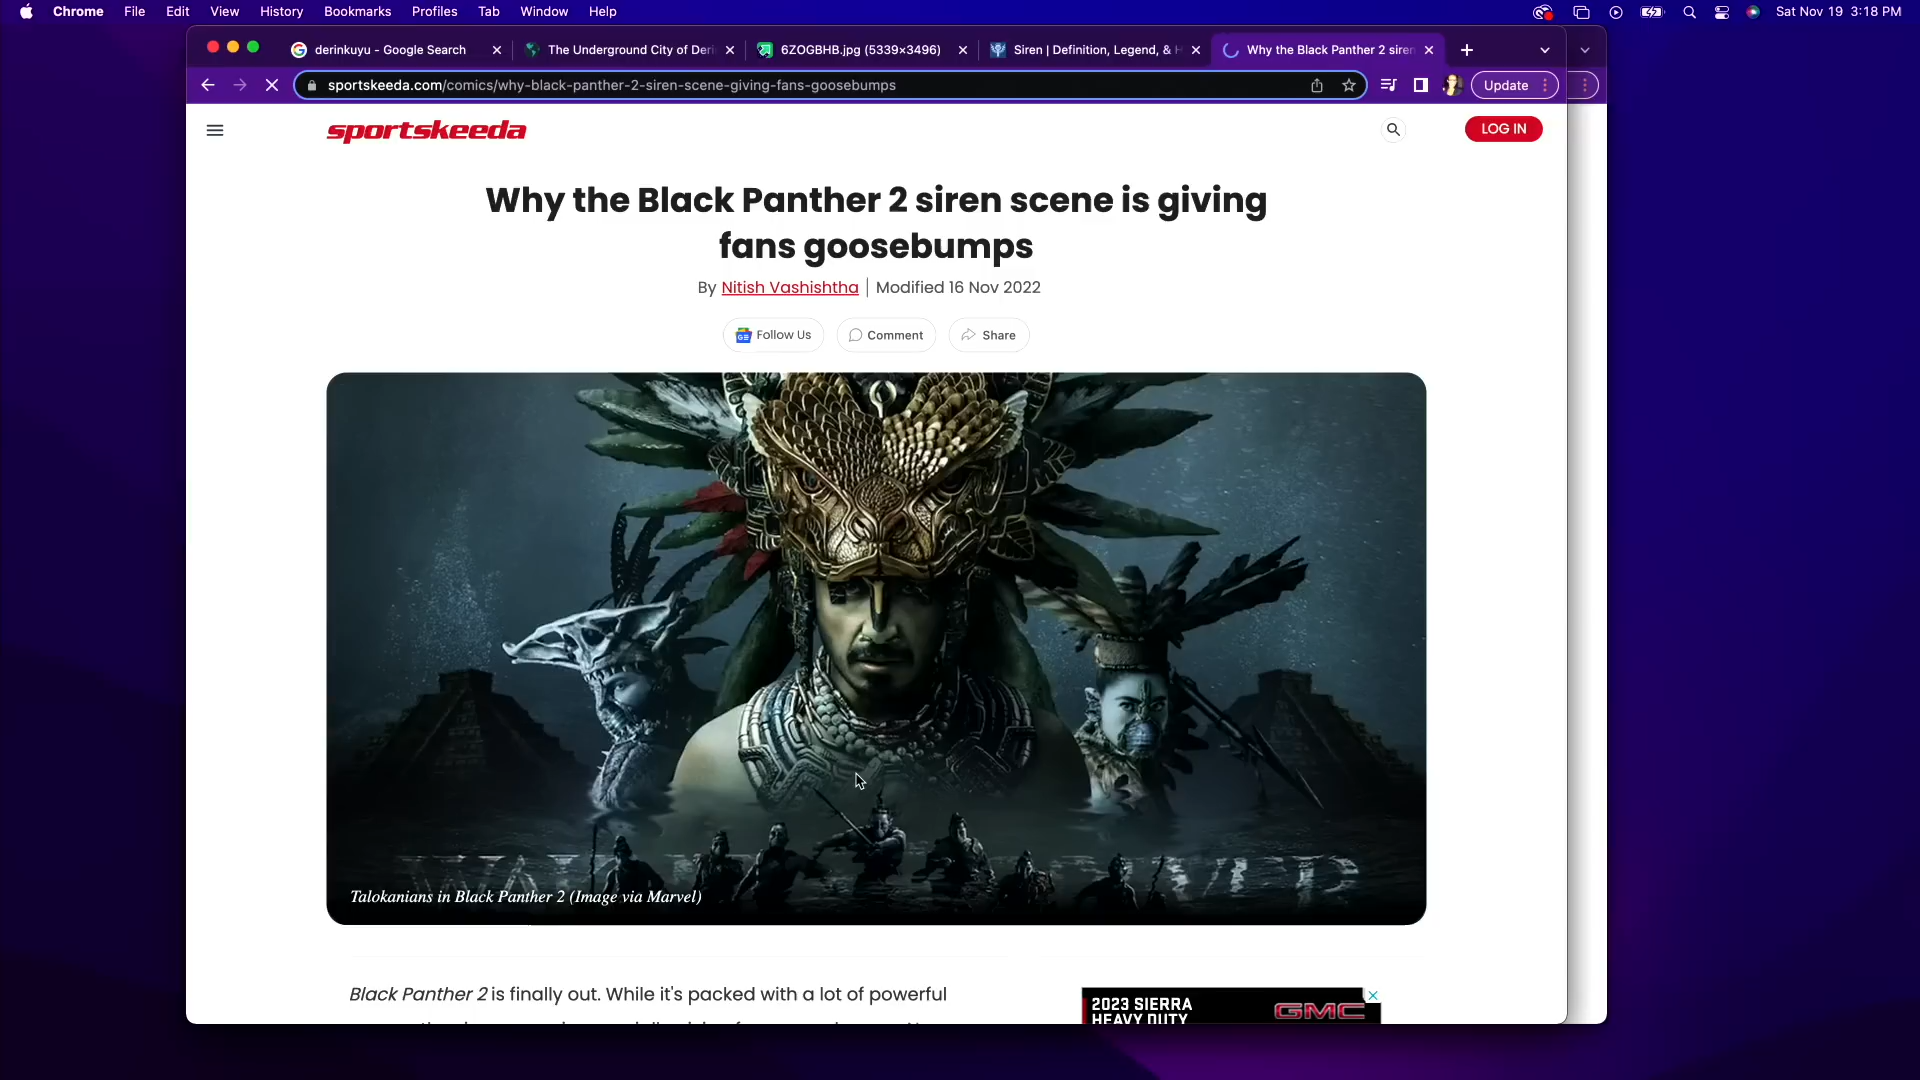 Chrome File Edit View History Bookmarks Profiles Tab Window Help Sat Nov 19 3:18 PM
derinkuyu - Google Search The Underground City of Deri 6ZOGBHB.jpg (5339×3496) Siren | Definition, Legend, & H Why the Black Panther 2 siren
sportskeeda.com/comics/why-black-panther-2-siren-scene-giving-fans-goosebumps Update
sportskeeda LOG IN
Why the Black Panther 2 siren scene is giving
fans goosebumps
By Nitish Vashishtha | Modified 16 Nov 2022
Follow Us Comment Share
Talokanians in Black Panther 2 (Image via Marvel)
Black Panther 2 is finally out. While it's packed with a lot of powerful
2023 SIERRA
HEAVY DUTY GMC